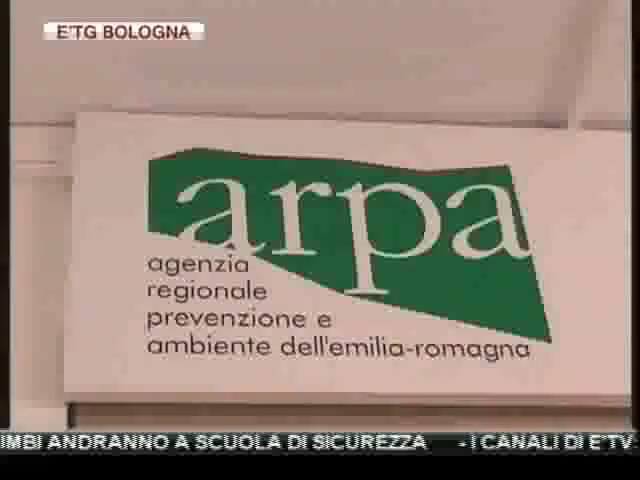 E'TG BOLOGNA
arpa
agenzia
regionale
prevenzione e
ambiente dell'emilia-romagna
IMBI ANDRANNO A SCUOLA DI SICUREZZA - I CANALI DI E'TV